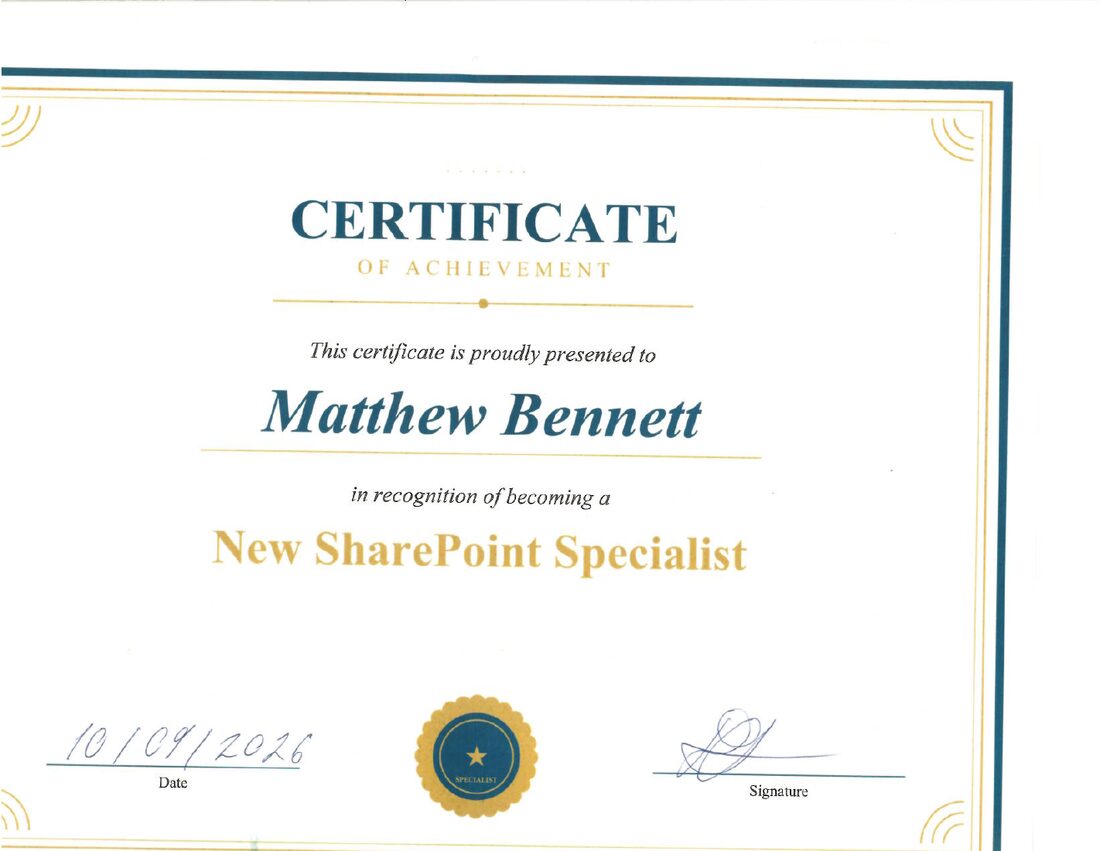 CERTIFICATE
OF ACHIEVEMENT
This certificate is proudly presented to
Matthew Bennett
in recognition of becoming a
New SharePoint Specialist
10/09/2026
Date
SPECIALIST
Signature